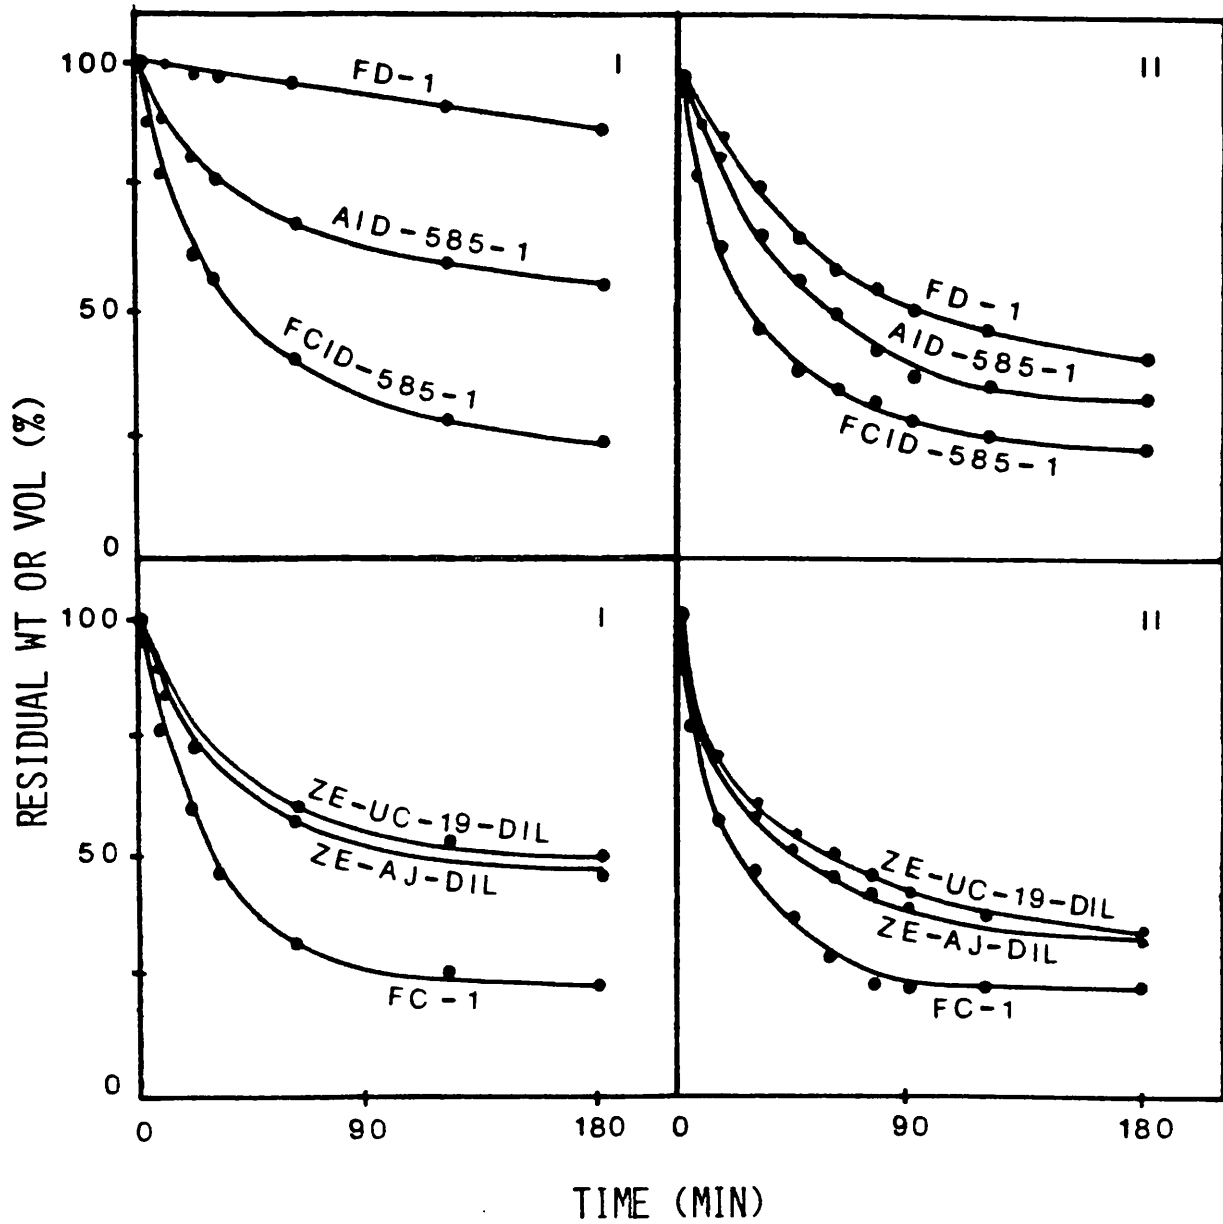 100
50
0
FD-1
I
AID-585-1
FCID-585-1
II
FD-1
AID-585-1
FCID-585-1
RESIDUAL WT OR VOL (%)
100
50
0
I
ZE-UC-19-DIL
ZE-AJ-DIL
FC-1
II
ZE-UC-19-DIL
ZE-AJ-DIL
FC-1
0 90 180 0 90 180
TIME (MIN)